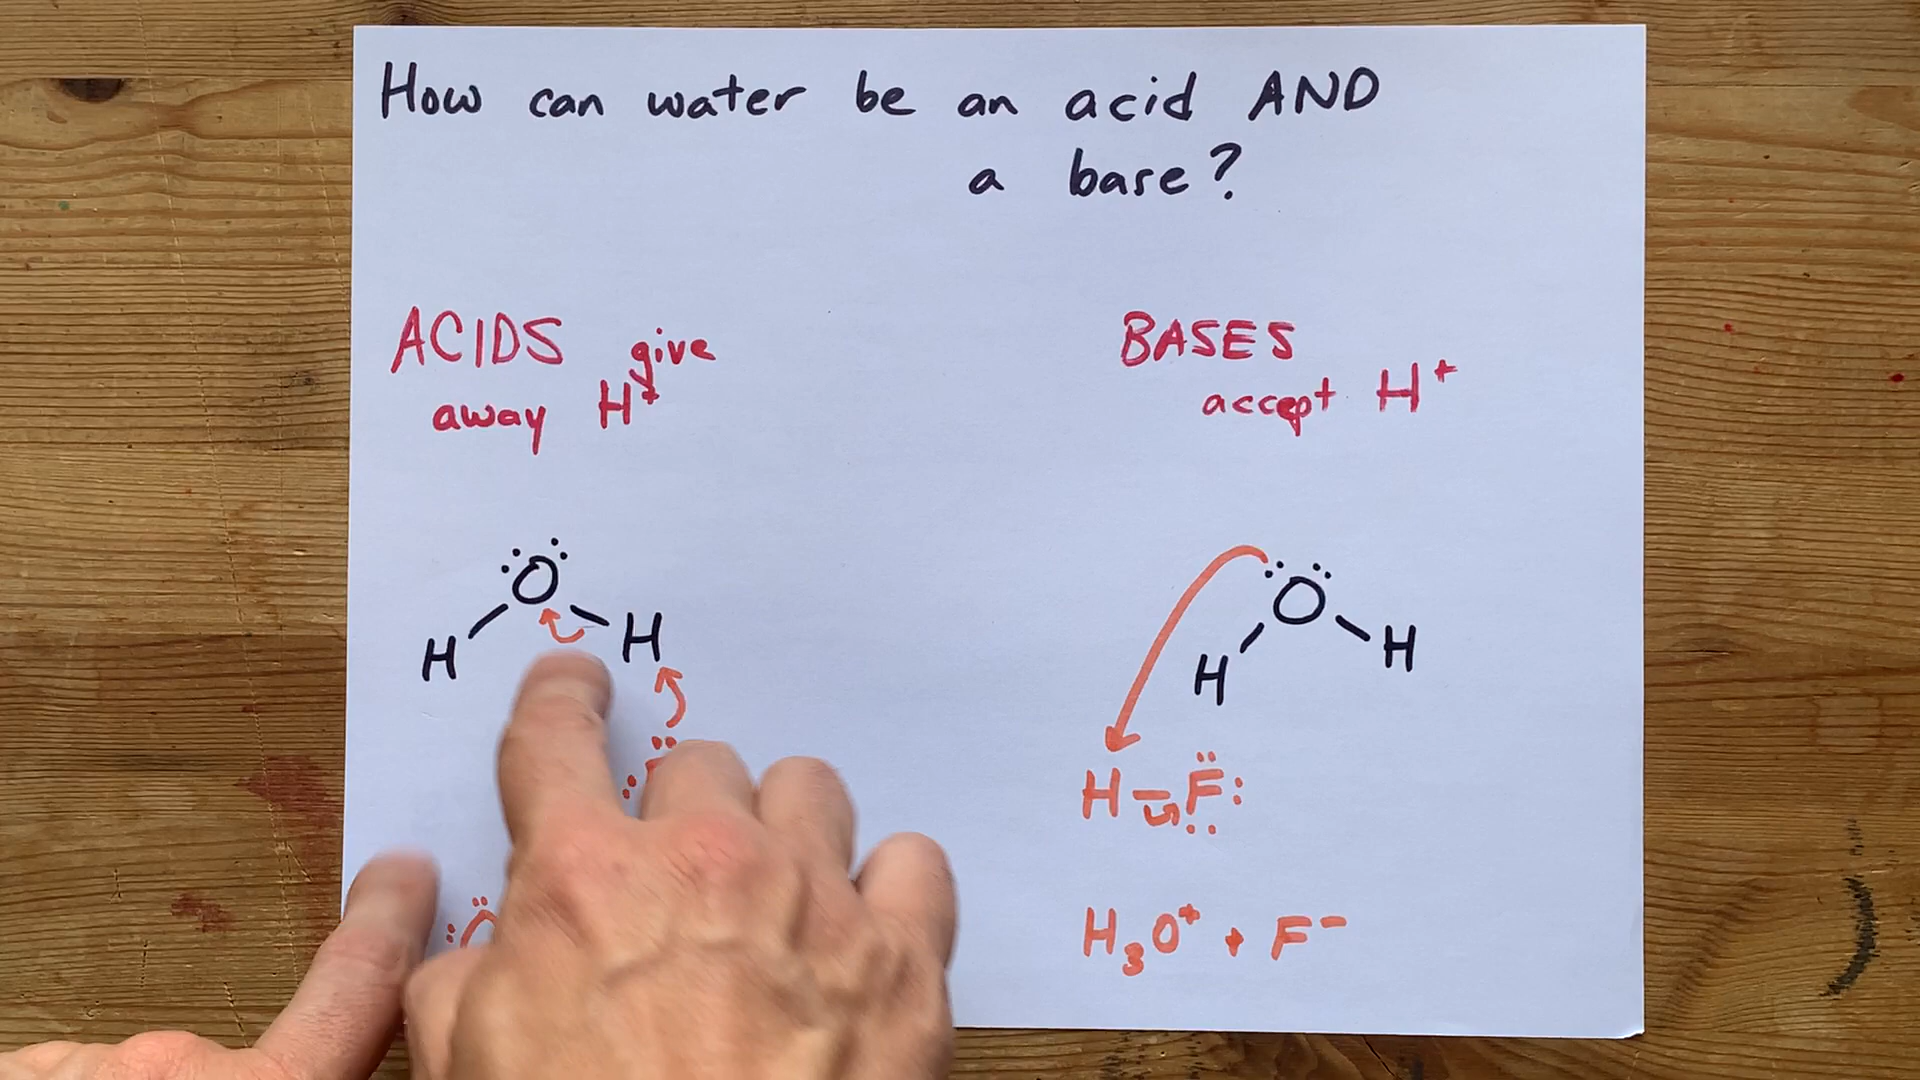 How can water be an acid AND
a base?
ACIDS give
away H⁺
BASES
accept H⁺
O
H H
O
H H
H–F
H₃O⁺ + F⁻